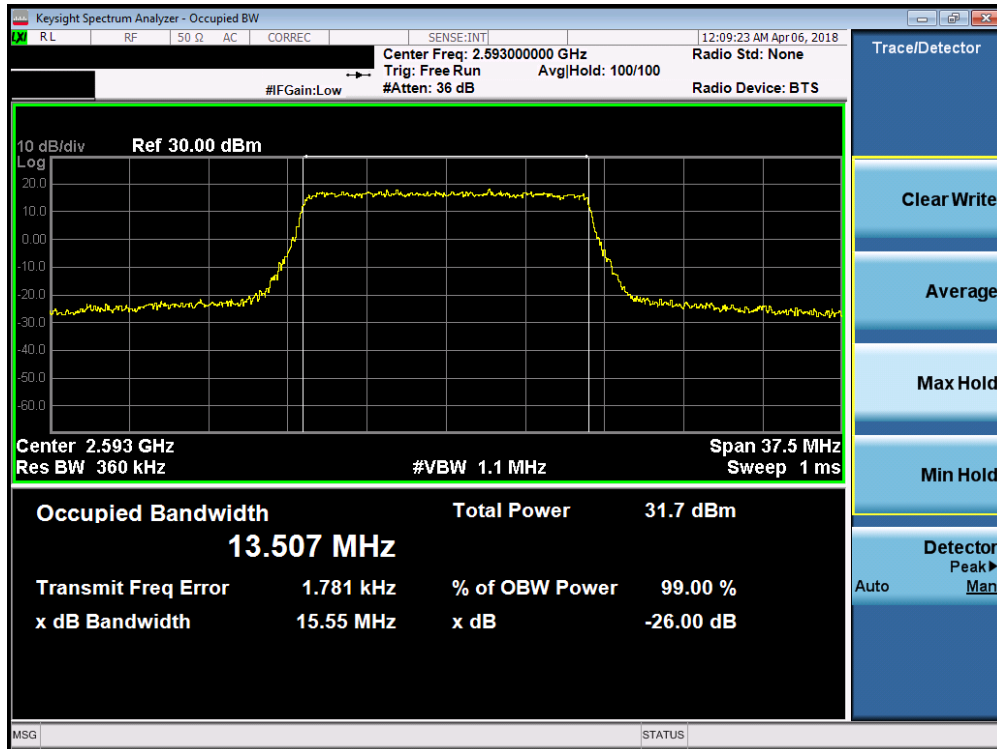 Keysight Spectrum Analyzer - Occupied BW
LXI RL RF 50 Ω AC CORREC SENSE:INT 12:09:23 AM Apr 06, 2018
Center Freq: 2.593000000 GHz Radio Std: None
Trig: Free Run Avg|Hold: 100/100
#IFGain:Low #Atten: 36 dB Radio Device: BTS
10 dB/div Ref 30.00 dBm
Log
20.0
10.0
0.00
-10.0
-20.0
-30.0
-40.0
-50.0
-60.0
Center 2.593 GHz Span 37.5 MHz
Res BW 360 kHz #VBW 1.1 MHz Sweep 1 ms
Occupied Bandwidth Total Power 31.7 dBm
13.507 MHz
Transmit Freq Error 1.781 kHz % of OBW Power 99.00 %
x dB Bandwidth 15.55 MHz x dB -26.00 dB
MSG STATUS
Trace/Detector
Clear Write
Average
Max Hold
Min Hold
Detector
Peak▶
Auto Man